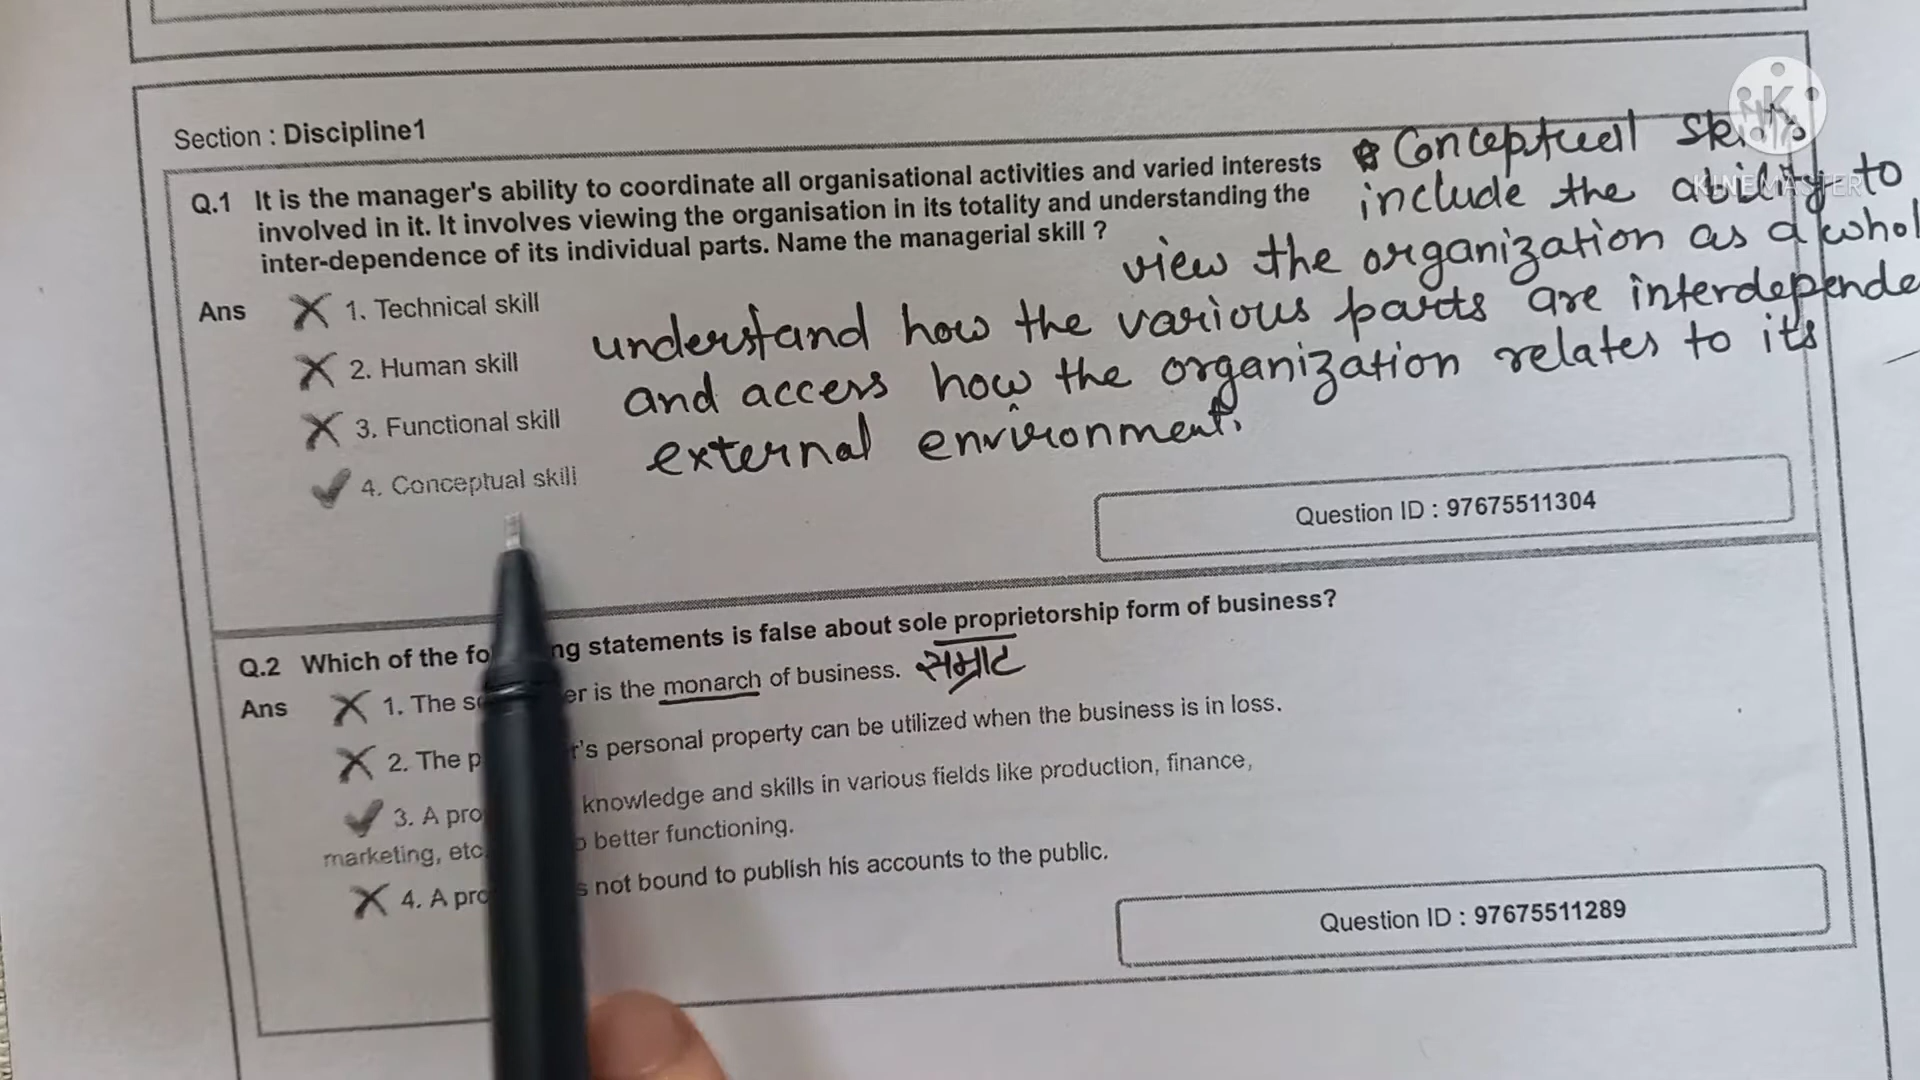 Section : Discipline1
Q.1 It is the manager's ability to coordinate all organisational activities and varied interests
involved in it. It involves viewing the organisation in its totality and understanding the
inter-dependence of its individual parts. Name the managerial skill ?
Ans 1. Technical skill
2. Human skill
3. Functional skill
4. Conceptual skill
Conceptual
include the ability to
view the organization as a
understand how the various parts are
and access how the organization relates to its
external environment.
Question ID : 97675511304
Q.2 Which of the statements is false about sole proprietorship form of business?
Ans 1. The is the monarch of business. सम्राट
2. The personal property can be utilized when the business is in loss.
3. A knowledge and skills in various fields like production, finance,
marketing, etc. better functioning.
4. A not bound to publish his accounts to the public.
Question ID : 97675511289
KINEMASTER